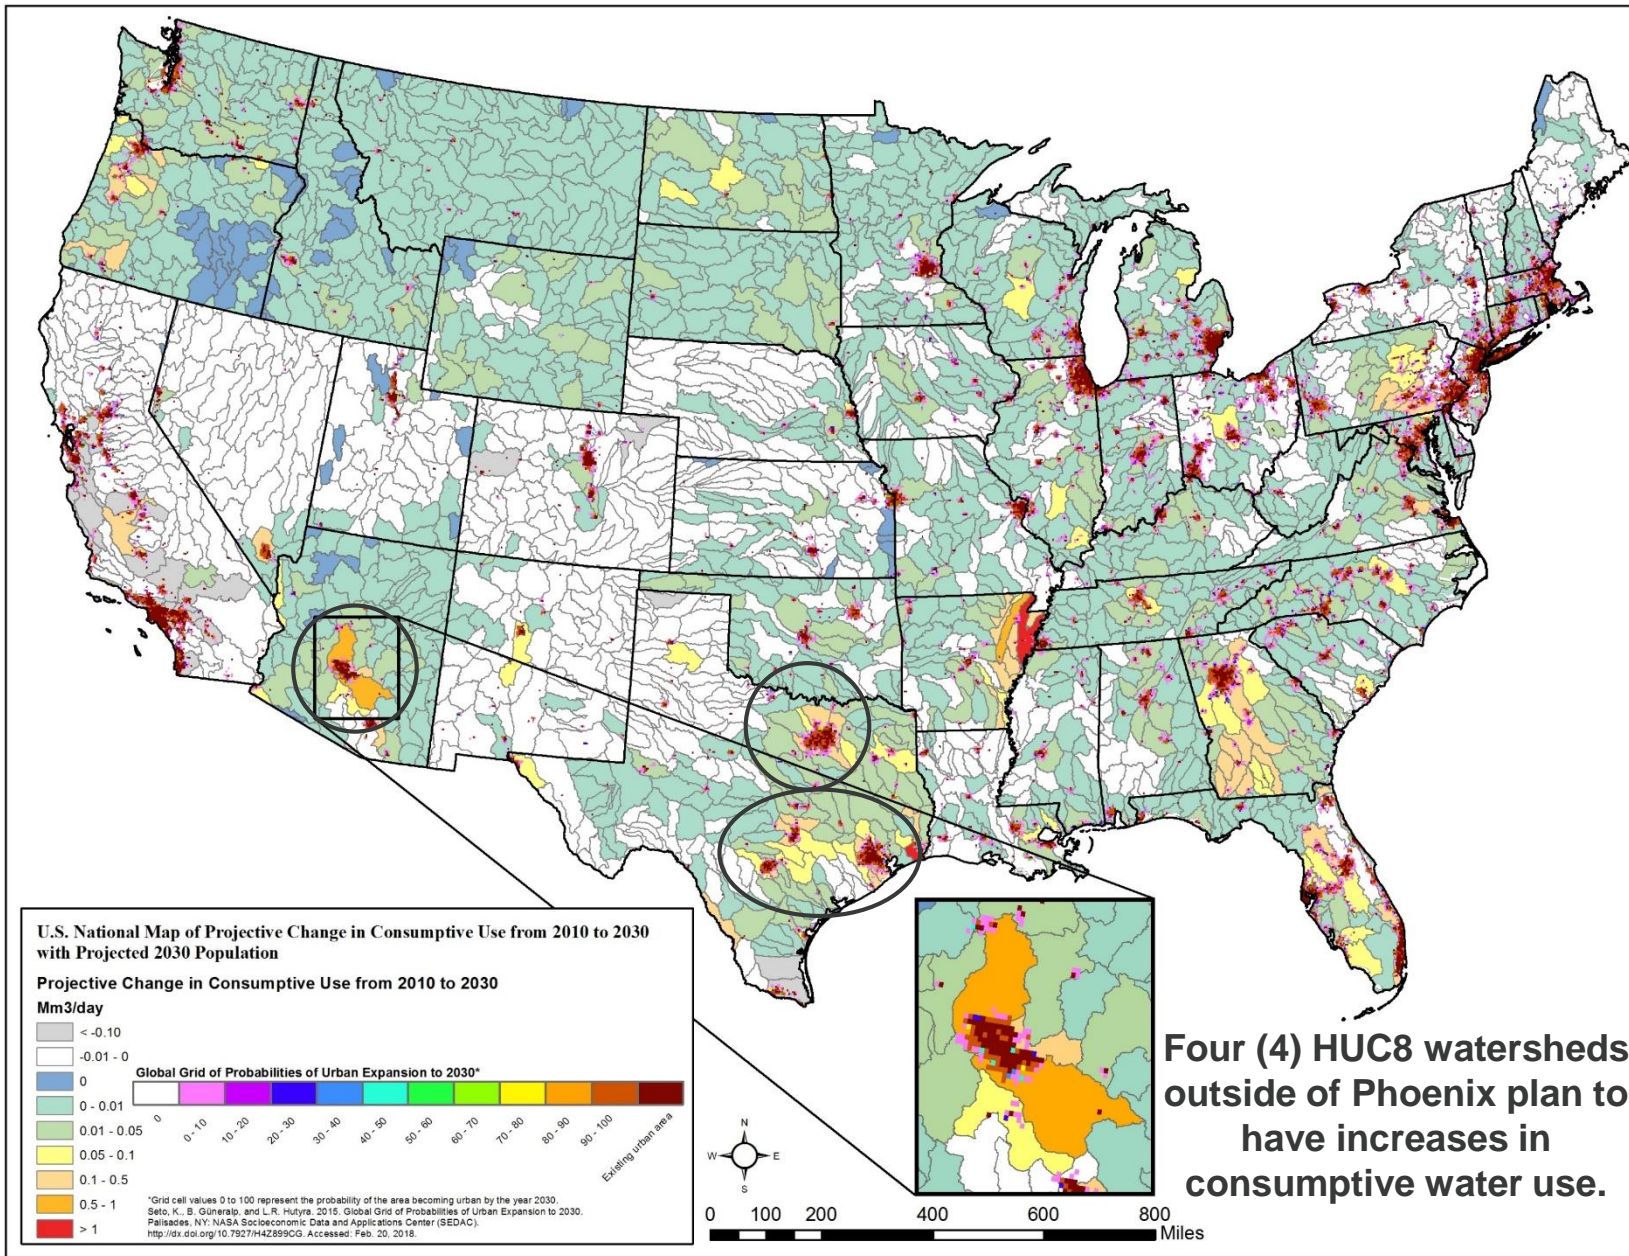 U.S. National Map of Projective Change in Consumptive Use from 2010 to 2030
with Projected 2030 Population
Projective Change in Consumptive Use from 2010 to 2030
Mm3/day
< -0.10
-0.01 - 0
0
0 - 0.01
0.01 - 0.05
0.05 - 0.1
0.1 - 0.5
0.5 - 1
> 1
Global Grid of Probabilities of Urban Expansion to 2030*
0
0 - 10
10 - 20
20 - 30
30 - 40
40 - 50
50 - 60
60 - 70
70 - 80
80 - 90
90 - 100
Existing urban area
*Grid cell values 0 to 100 represent the probability of the area becoming urban by the year 2030.
Seto, K., B. Güneralp, and L.R. Hutyra. 2015. Global Grid of Probabilities of Urban Expansion to 2030.
Palisades, NY: NASA Socioeconomic Data and Applications Center (SEDAC).
http://dx.doi.org/10.7927/H4Z899CG. Accessed: Feb. 20, 2018.
N
W E
S
0 100 200 400 600 800
Miles
Four (4) HUC8 watersheds
outside of Phoenix plan to
have increases in
consumptive water use.